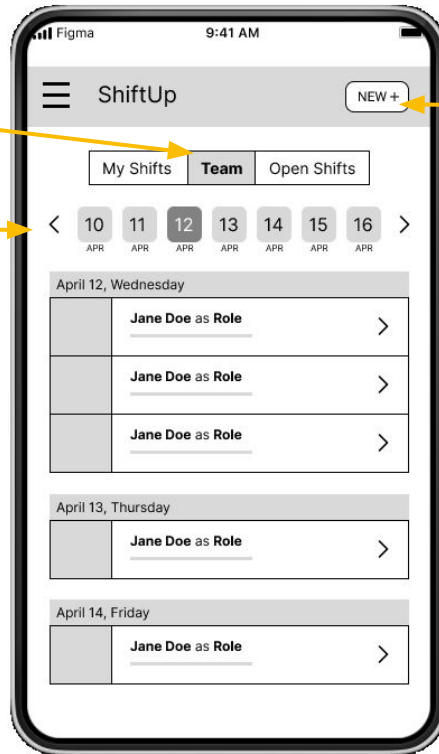 Figma 9:41 AM
ShiftUp NEW +
My Shifts Team Open Shifts
10 11 12 13 14 15 16
APR APR APR APR APR APR APR
April 12, Wednesday
Jane Doe as Role
Jane Doe as Role
Jane Doe as Role
April 13, Thursday
Jane Doe as Role
April 14, Friday
Jane Doe as Role